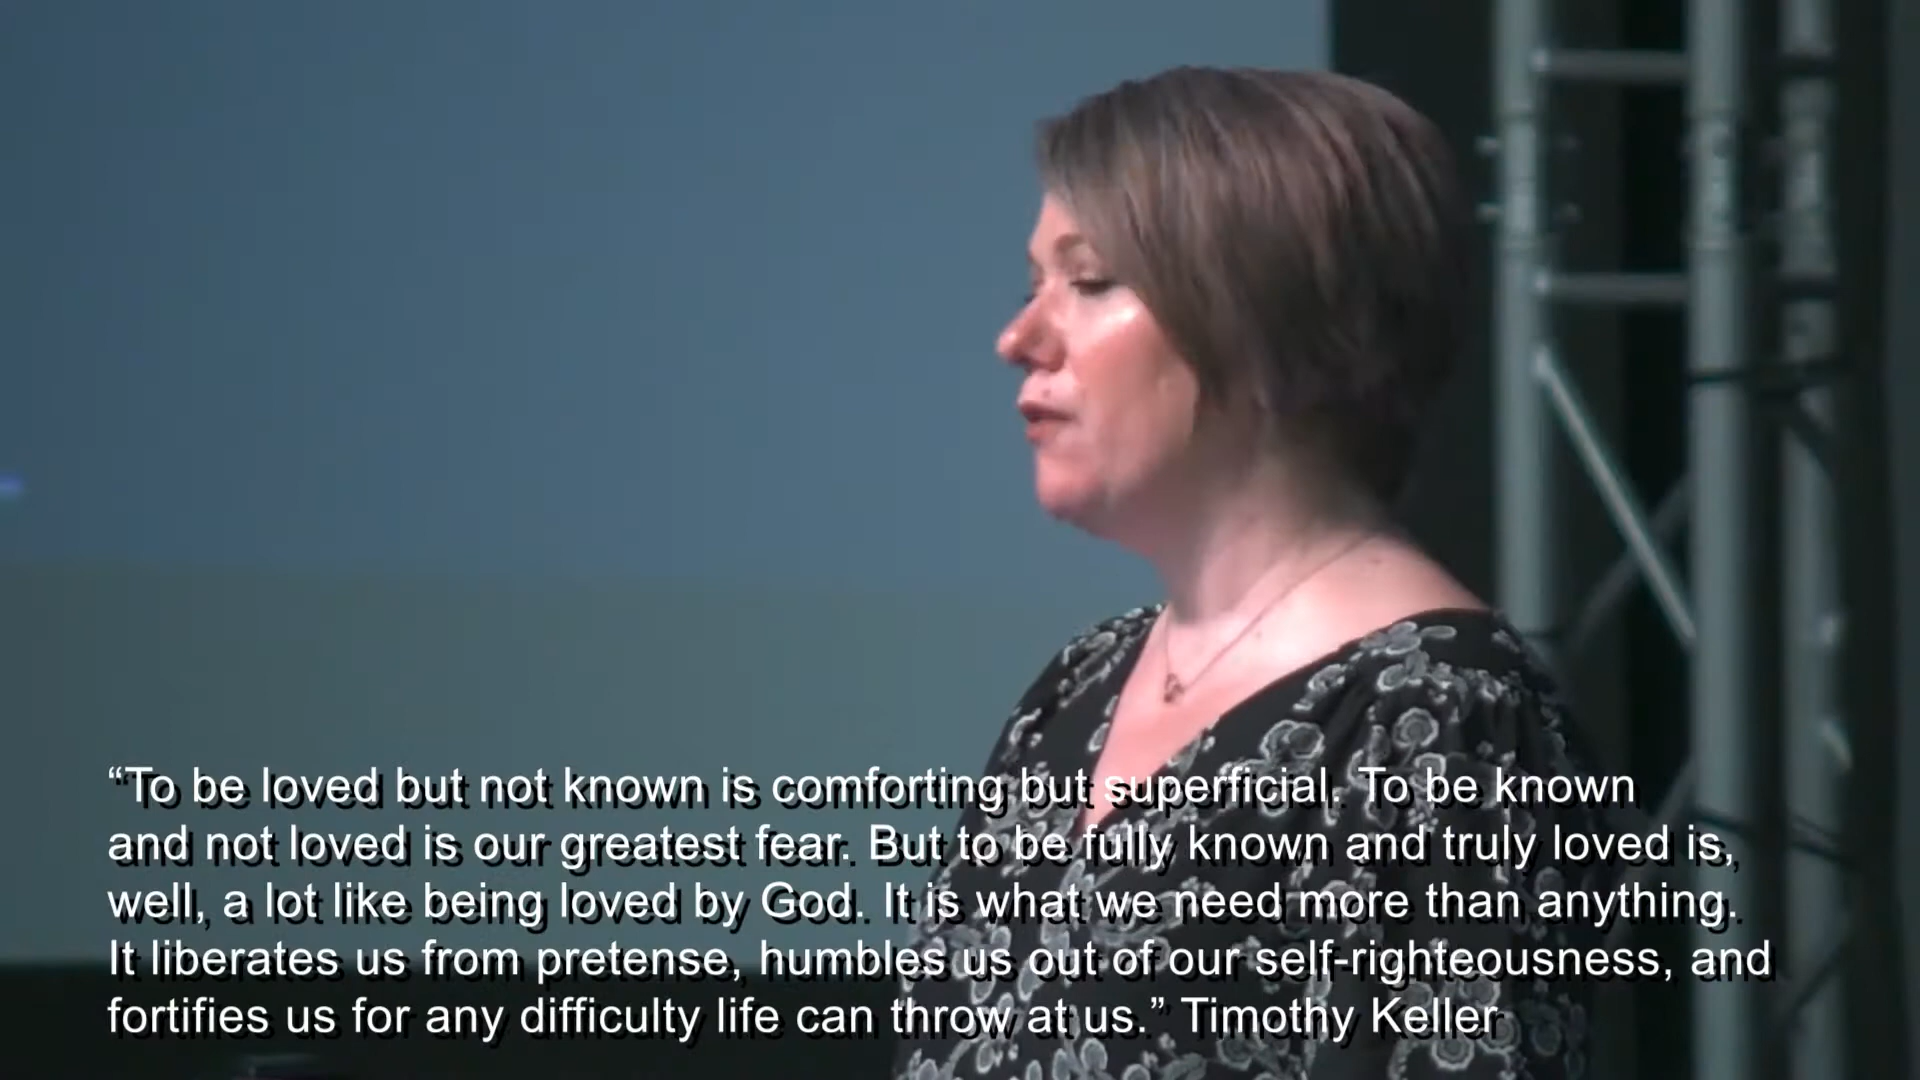 “To be loved but not known is comforting but superficial. To be known
and not loved is our greatest fear. But to be fully known and truly loved is,
well, a lot like being loved by God. It is what we need more than anything.
It liberates us from pretense, humbles us out of our self-righteousness, and
fortifies us for any difficulty life can throw at us.” Timothy Keller